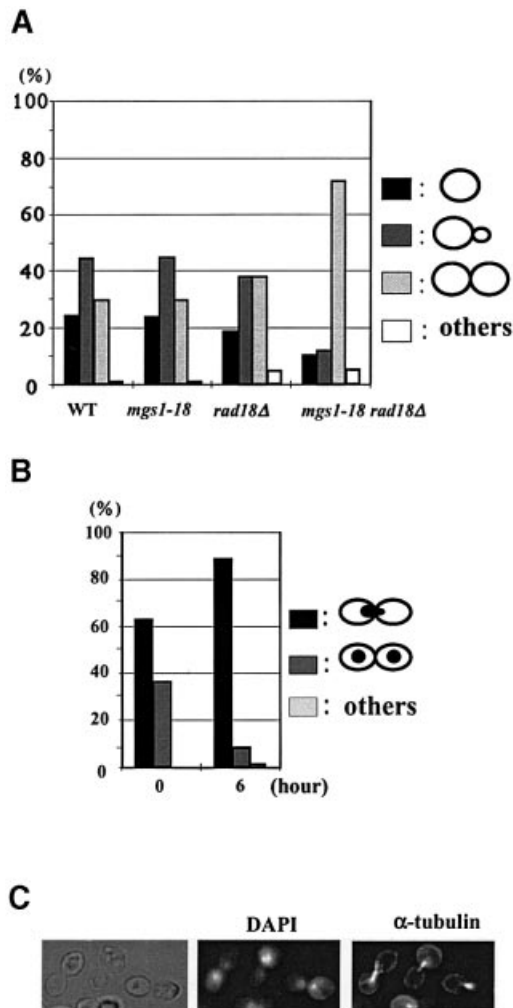 A
(%)
100
80
60
40
20
0
: 
: 
: 
: others
WT mgs1-18 rad18Δ mgs1-18 rad18Δ
B
(%)
100
80
60
40
20
0
: 
: 
: others
0 6 (hour)
C
DAPI α-tubulin